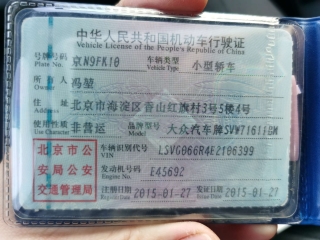 中华人民共和国机动车行驶证
Vehicle License of the People's Republic of China
号牌号码 京N9FK10 车辆类型 小型轿车
Plate No. Vehicle Type
所有人 冯堃
Owner
住址 北京市海淀区香山红旗村3号5楼4号
Address
使用性质 非营运 品牌型号 大众汽车牌SVW71611BM
Use Character Model
北京市公安局公安交通管理局
车辆识别代号 LSVG066R4E2106399
VIN
发动机号码 E45692
Engine No.
注册日期 2015-01-27 发证日期 2015-01-27
Register Date Issue Date